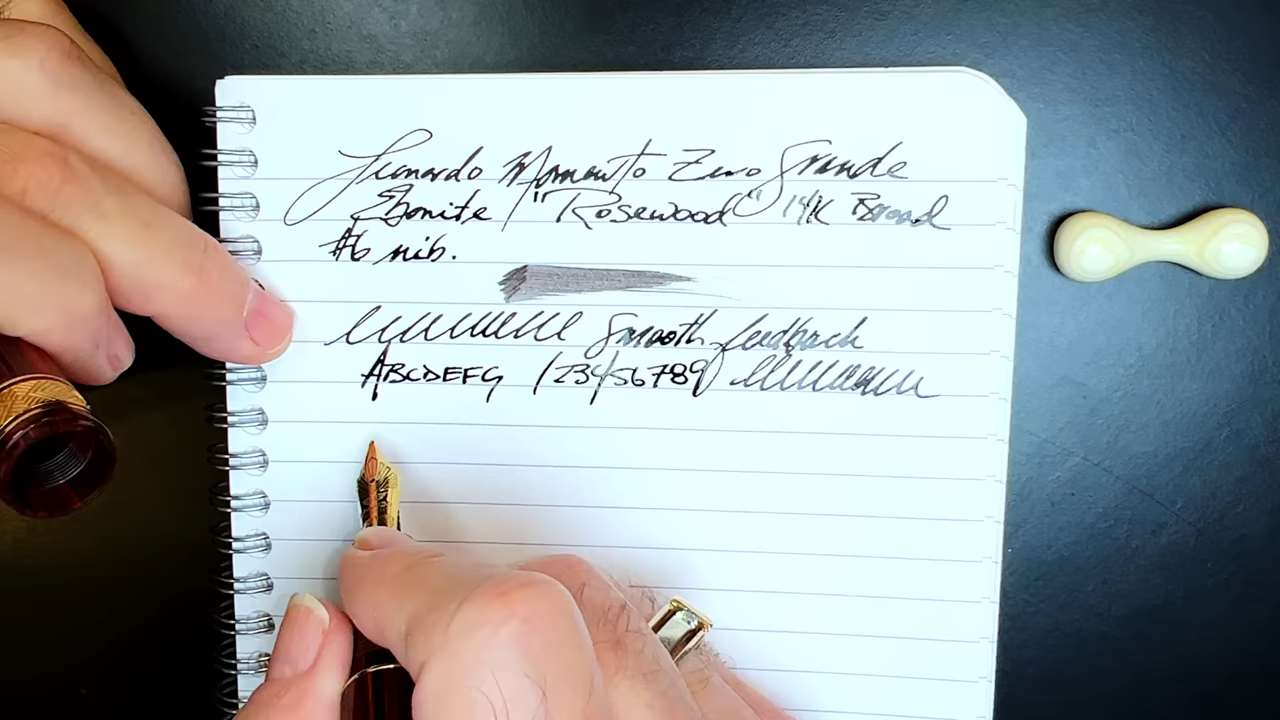 Leonardo Momento Zero Grande
Ebonite / "Rosewood" 14K Broad
#6 nib.
Smooth feedback
ABCDEFG 123456789